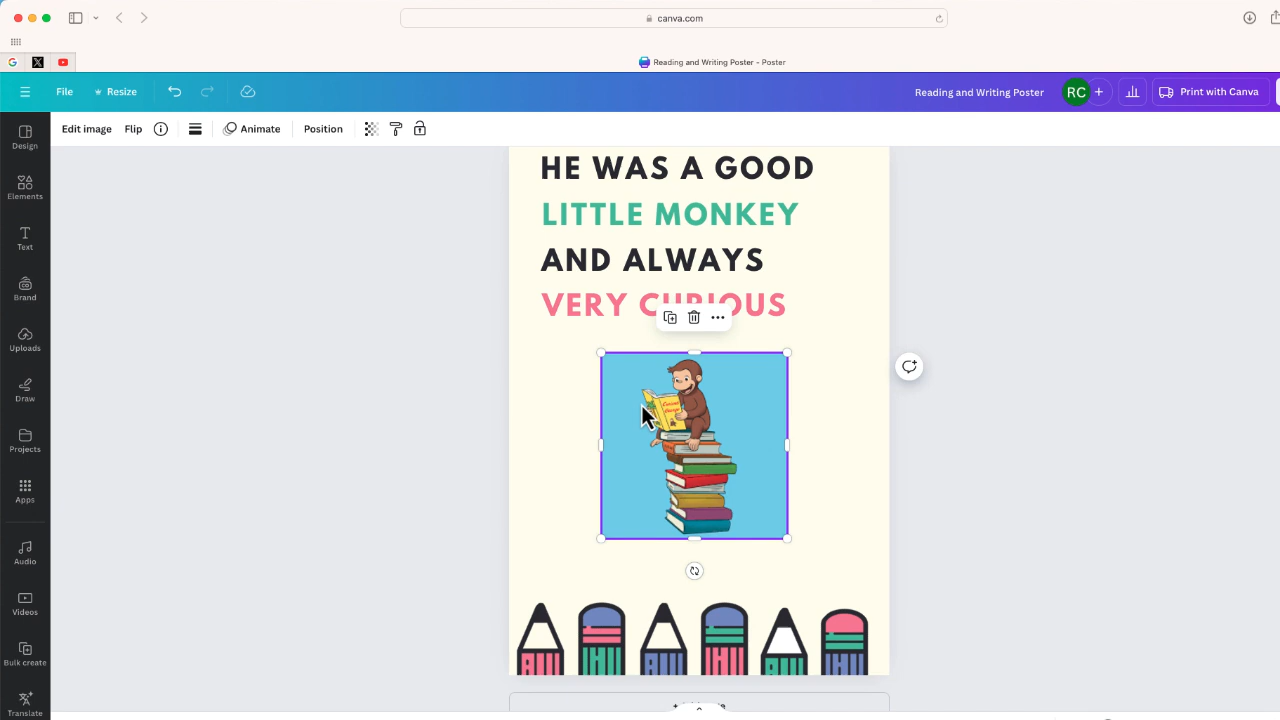 canva.com
Reading and Writing Poster - Poster
File
Resize
Reading and Writing Poster
RC
+
Print with Canva
Edit image
Flip
Animate
Position
Design
Elements
Text
Brand
Uploads
Draw
Projects
Apps
Audio
Videos
Bulk create
Translate
HE WAS A GOOD
LITTLE MONKEY
AND ALWAYS
VERY CURIOUS
Curious
George